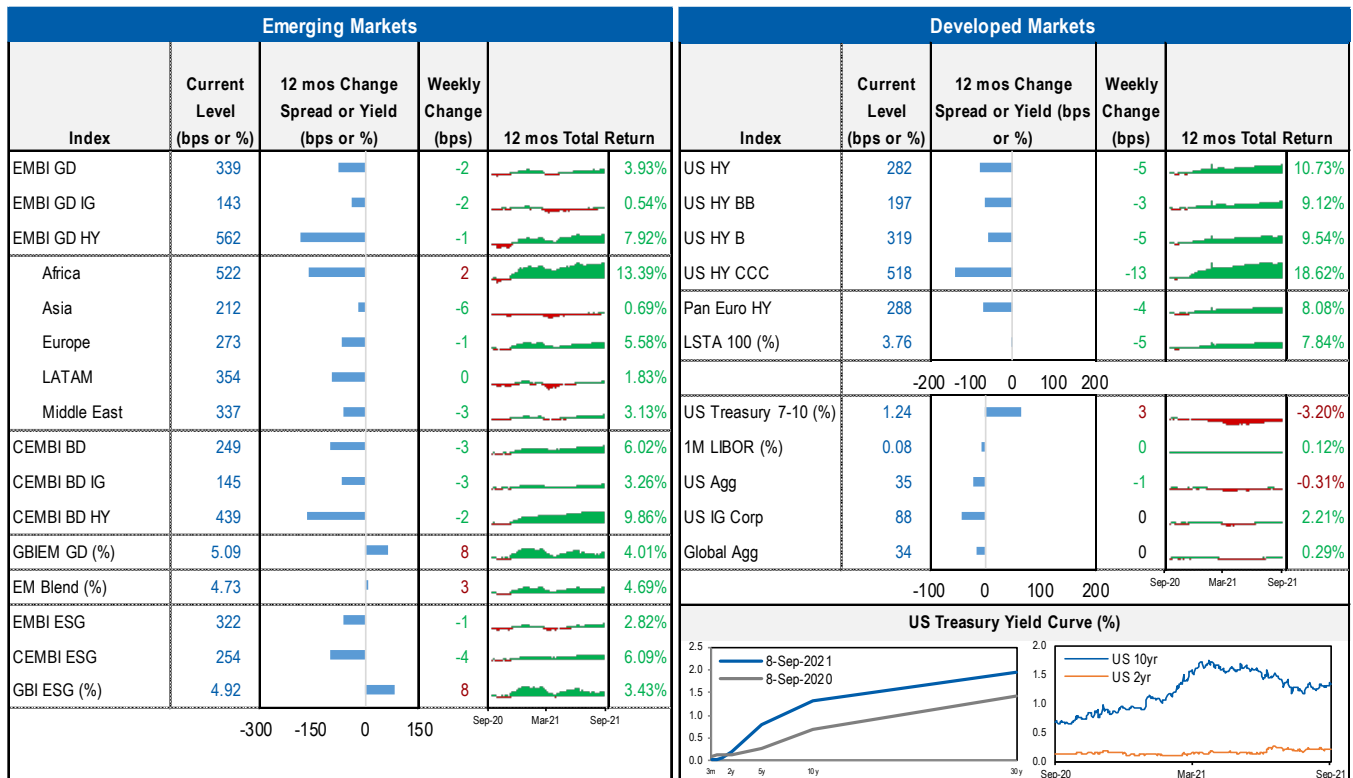 Emerging Markets
Index
Current Level (bps or %)
12 mos Change Spread or Yield (bps or %)
Weekly Change (bps)
12 mos Total Return
EMBI GD 339 -2 3.93%
EMBI GD IG 143 -2 0.54%
EMBI GD HY 562 -1 7.92%
Africa 522 2 13.39%
Asia 212 -6 0.69%
Europe 273 -1 5.58%
LATAM 354 0 1.83%
Middle East 337 -3 3.13%
CEMBI BD 249 -3 6.02%
CEMBI BD IG 145 -3 3.26%
CEMBI BD HY 439 -2 9.86%
GBIEM GD (%) 5.09 8 4.01%
EM Blend (%) 4.73 3 4.69%
EMBI ESG 322 -1 2.82%
CEMBI ESG 254 -4 6.09%
GBI ESG (%) 4.92 8 3.43%
Sep-20 Mar-21 Sep-21
-300 -150 0 150
Developed Markets
Index
Current Level (bps or %)
12 mos Change Spread or Yield (bps or %)
Weekly Change (bps)
12 mos Total Return
US HY 282 -5 10.73%
US HY BB 197 -3 9.12%
US HY B 319 -5 9.54%
US HY CCC 518 -13 18.62%
Pan Euro HY 288 -4 8.08%
LSTA 100 (%) 3.76 -5 7.84%
-200 -100 0 100 200
US Treasury 7-10 (%) 1.24 3 -3.20%
1M LIBOR (%) 0.08 0 0.12%
US Agg 35 -1 -0.31%
US IG Corp 88 0 2.21%
Global Agg 34 0 0.29%
Sep-20 Mar-21 Sep-21
-100 0 100 200
US Treasury Yield Curve (%)
2.5
2.0
1.5
1.0
0.5
0.0
8-Sep-2021
8-Sep-2020
3m 2y 5y 10y 30y
2.0
1.5
1.0
0.5
0.0
US 10yr
US 2yr
Sep-20 Mar-21 Sep-21